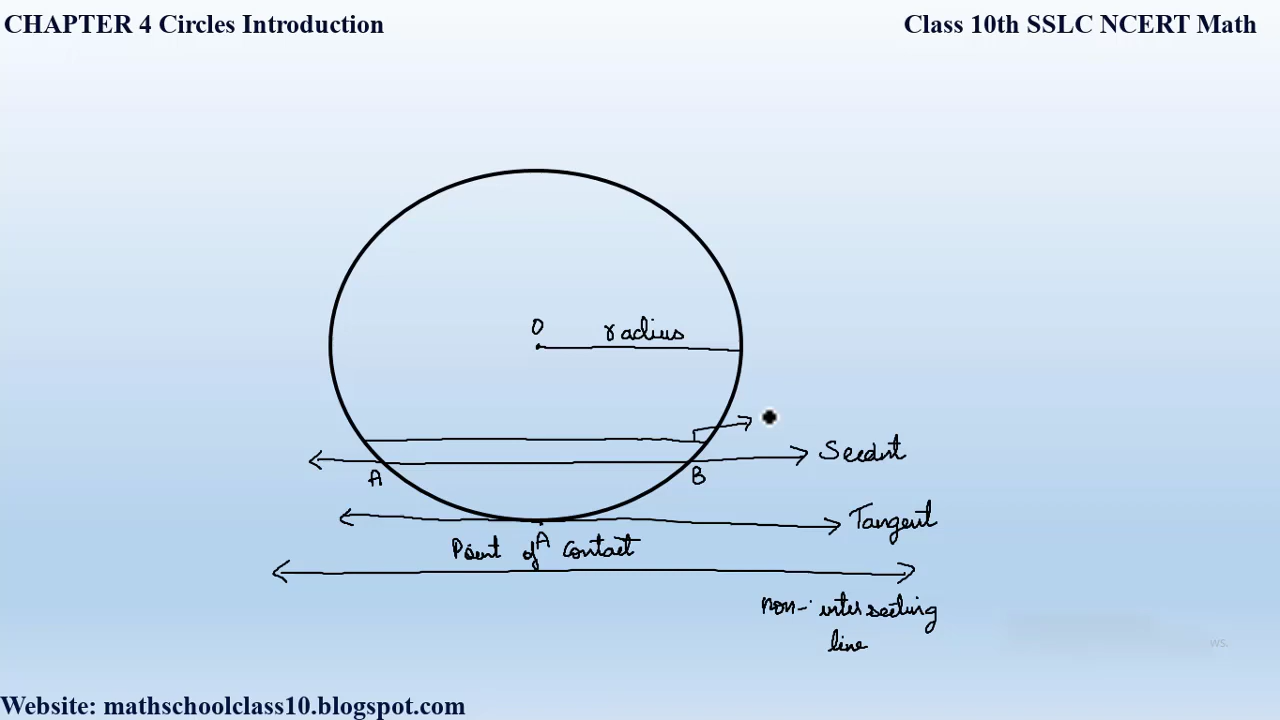 CHAPTER 4 Circles Introduction
Class 10th SSLC NCERT Math
O
radius
Secant
A
B
Tangent
A
Point of contact
non-intersecting
line
ws.
Website: mathschoolclass10.blogspot.com